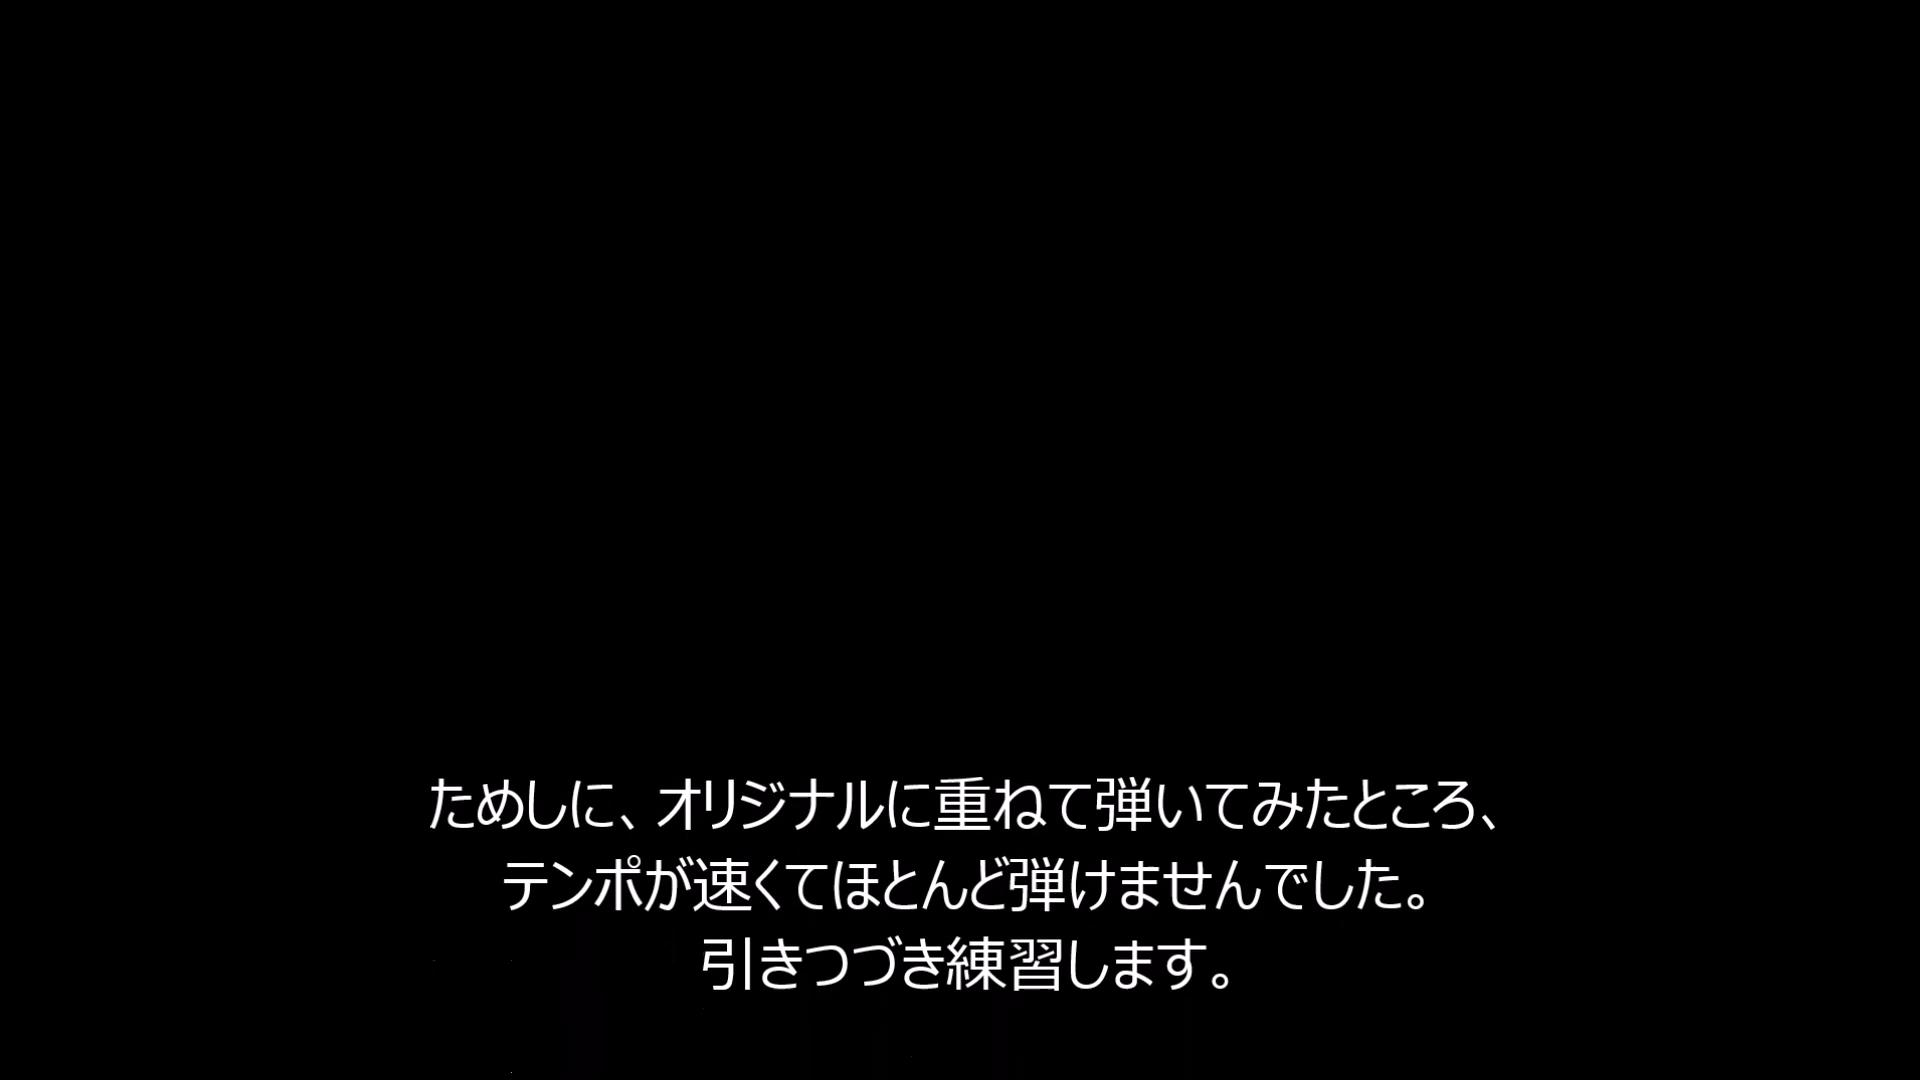 ためしに、オリジナルに重ねて弾いてみたところ、
テンポが速くてほとんど弾けませんでした。
引きつづき練習します。